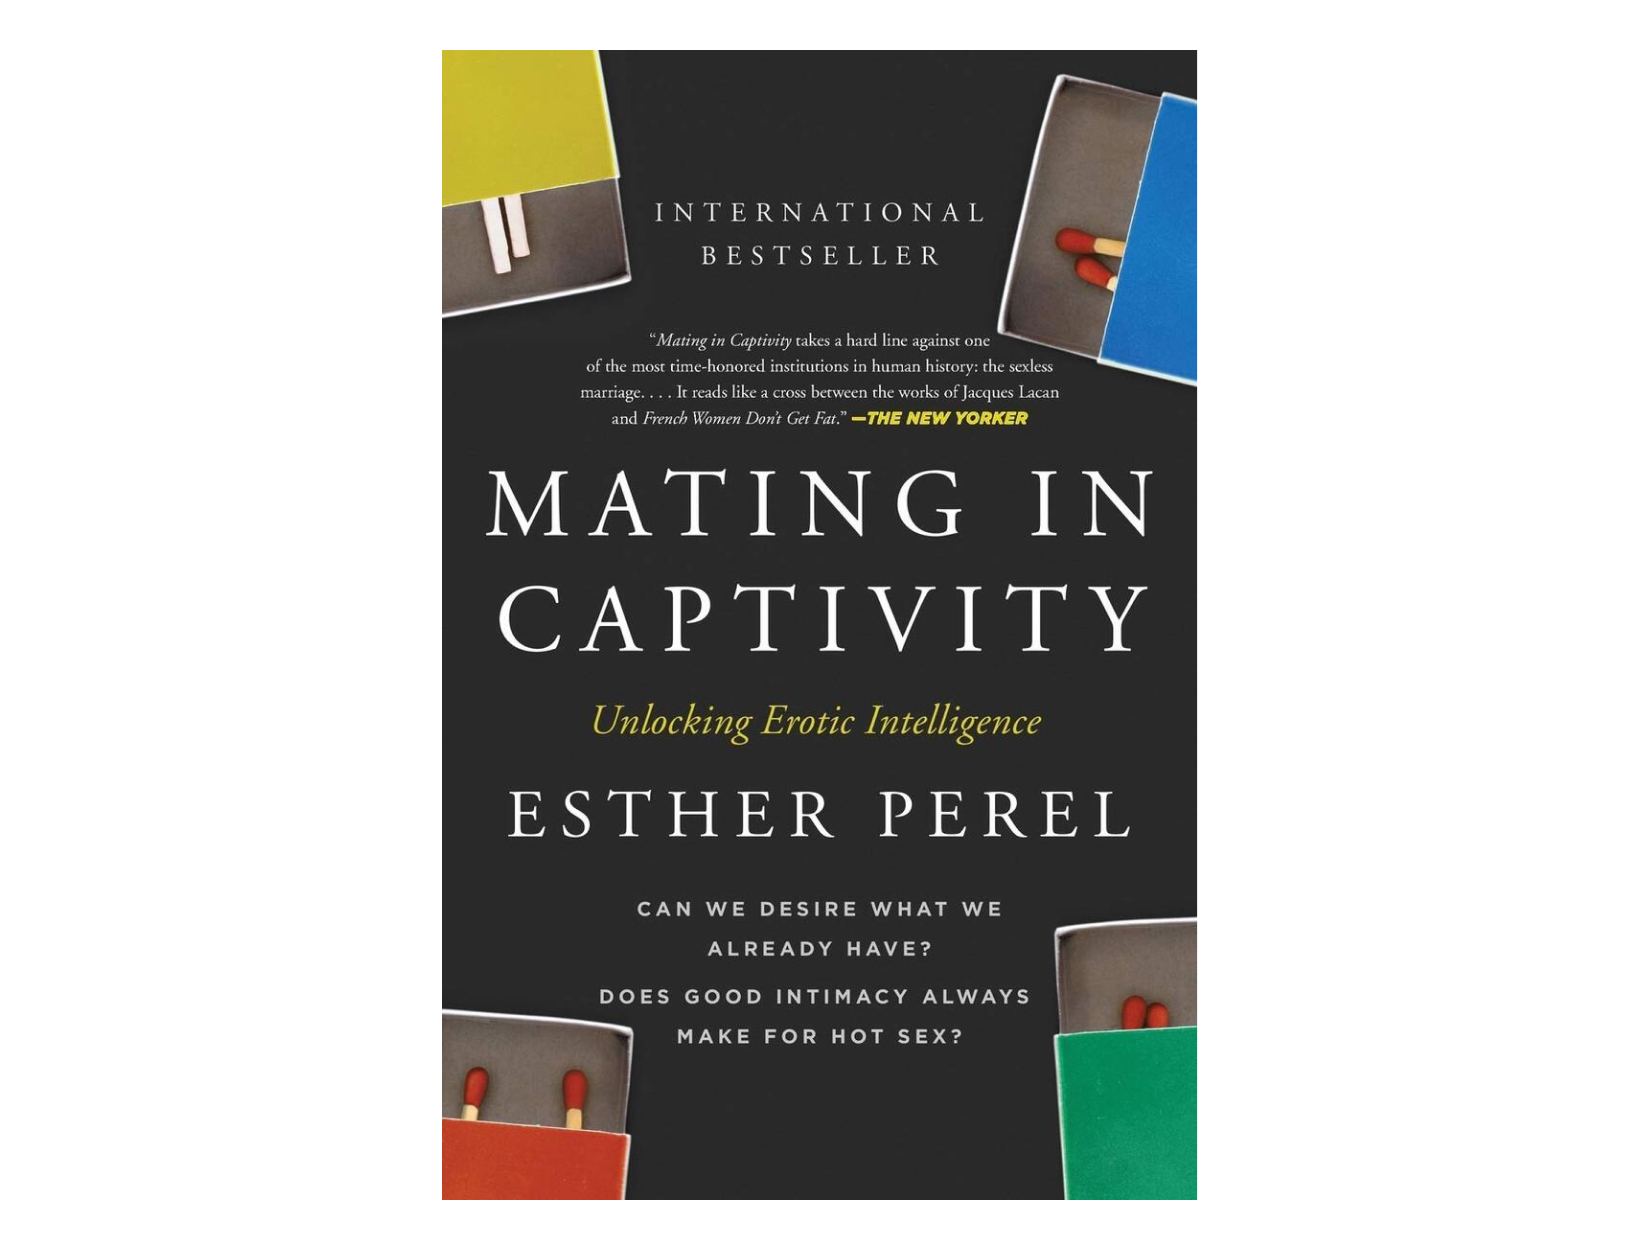 INTERNATIONAL
BESTSELLER
“Mating in Captivity takes a hard line against one
of the most time-honored institutions in human history: the sexless
marriage. . . . It reads like a cross between the works of Jacques Lacan
and French Women Don’t Get Fat.” —THE NEW YORKER
MATING IN
CAPTIVITY
Unlocking Erotic Intelligence
ESTHER PEREL
CAN WE DESIRE WHAT WE
ALREADY HAVE?
DOES GOOD INTIMACY ALWAYS
MAKE FOR HOT SEX?